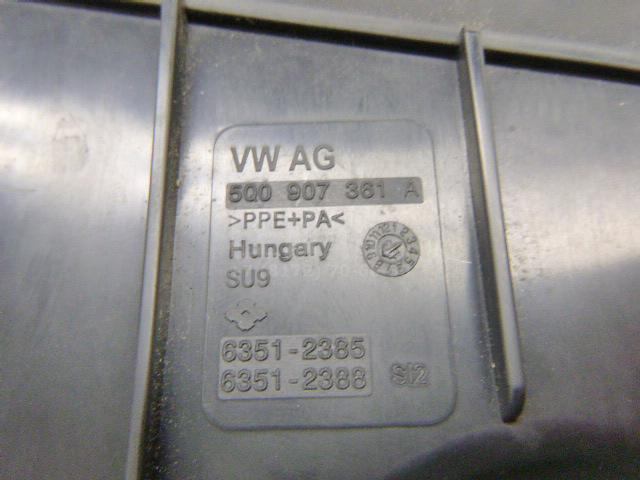 VW AG
5Q0 907 361 A
>PPE+PA<
Hungary
SU9
6351-2385
6351-2388 SI2